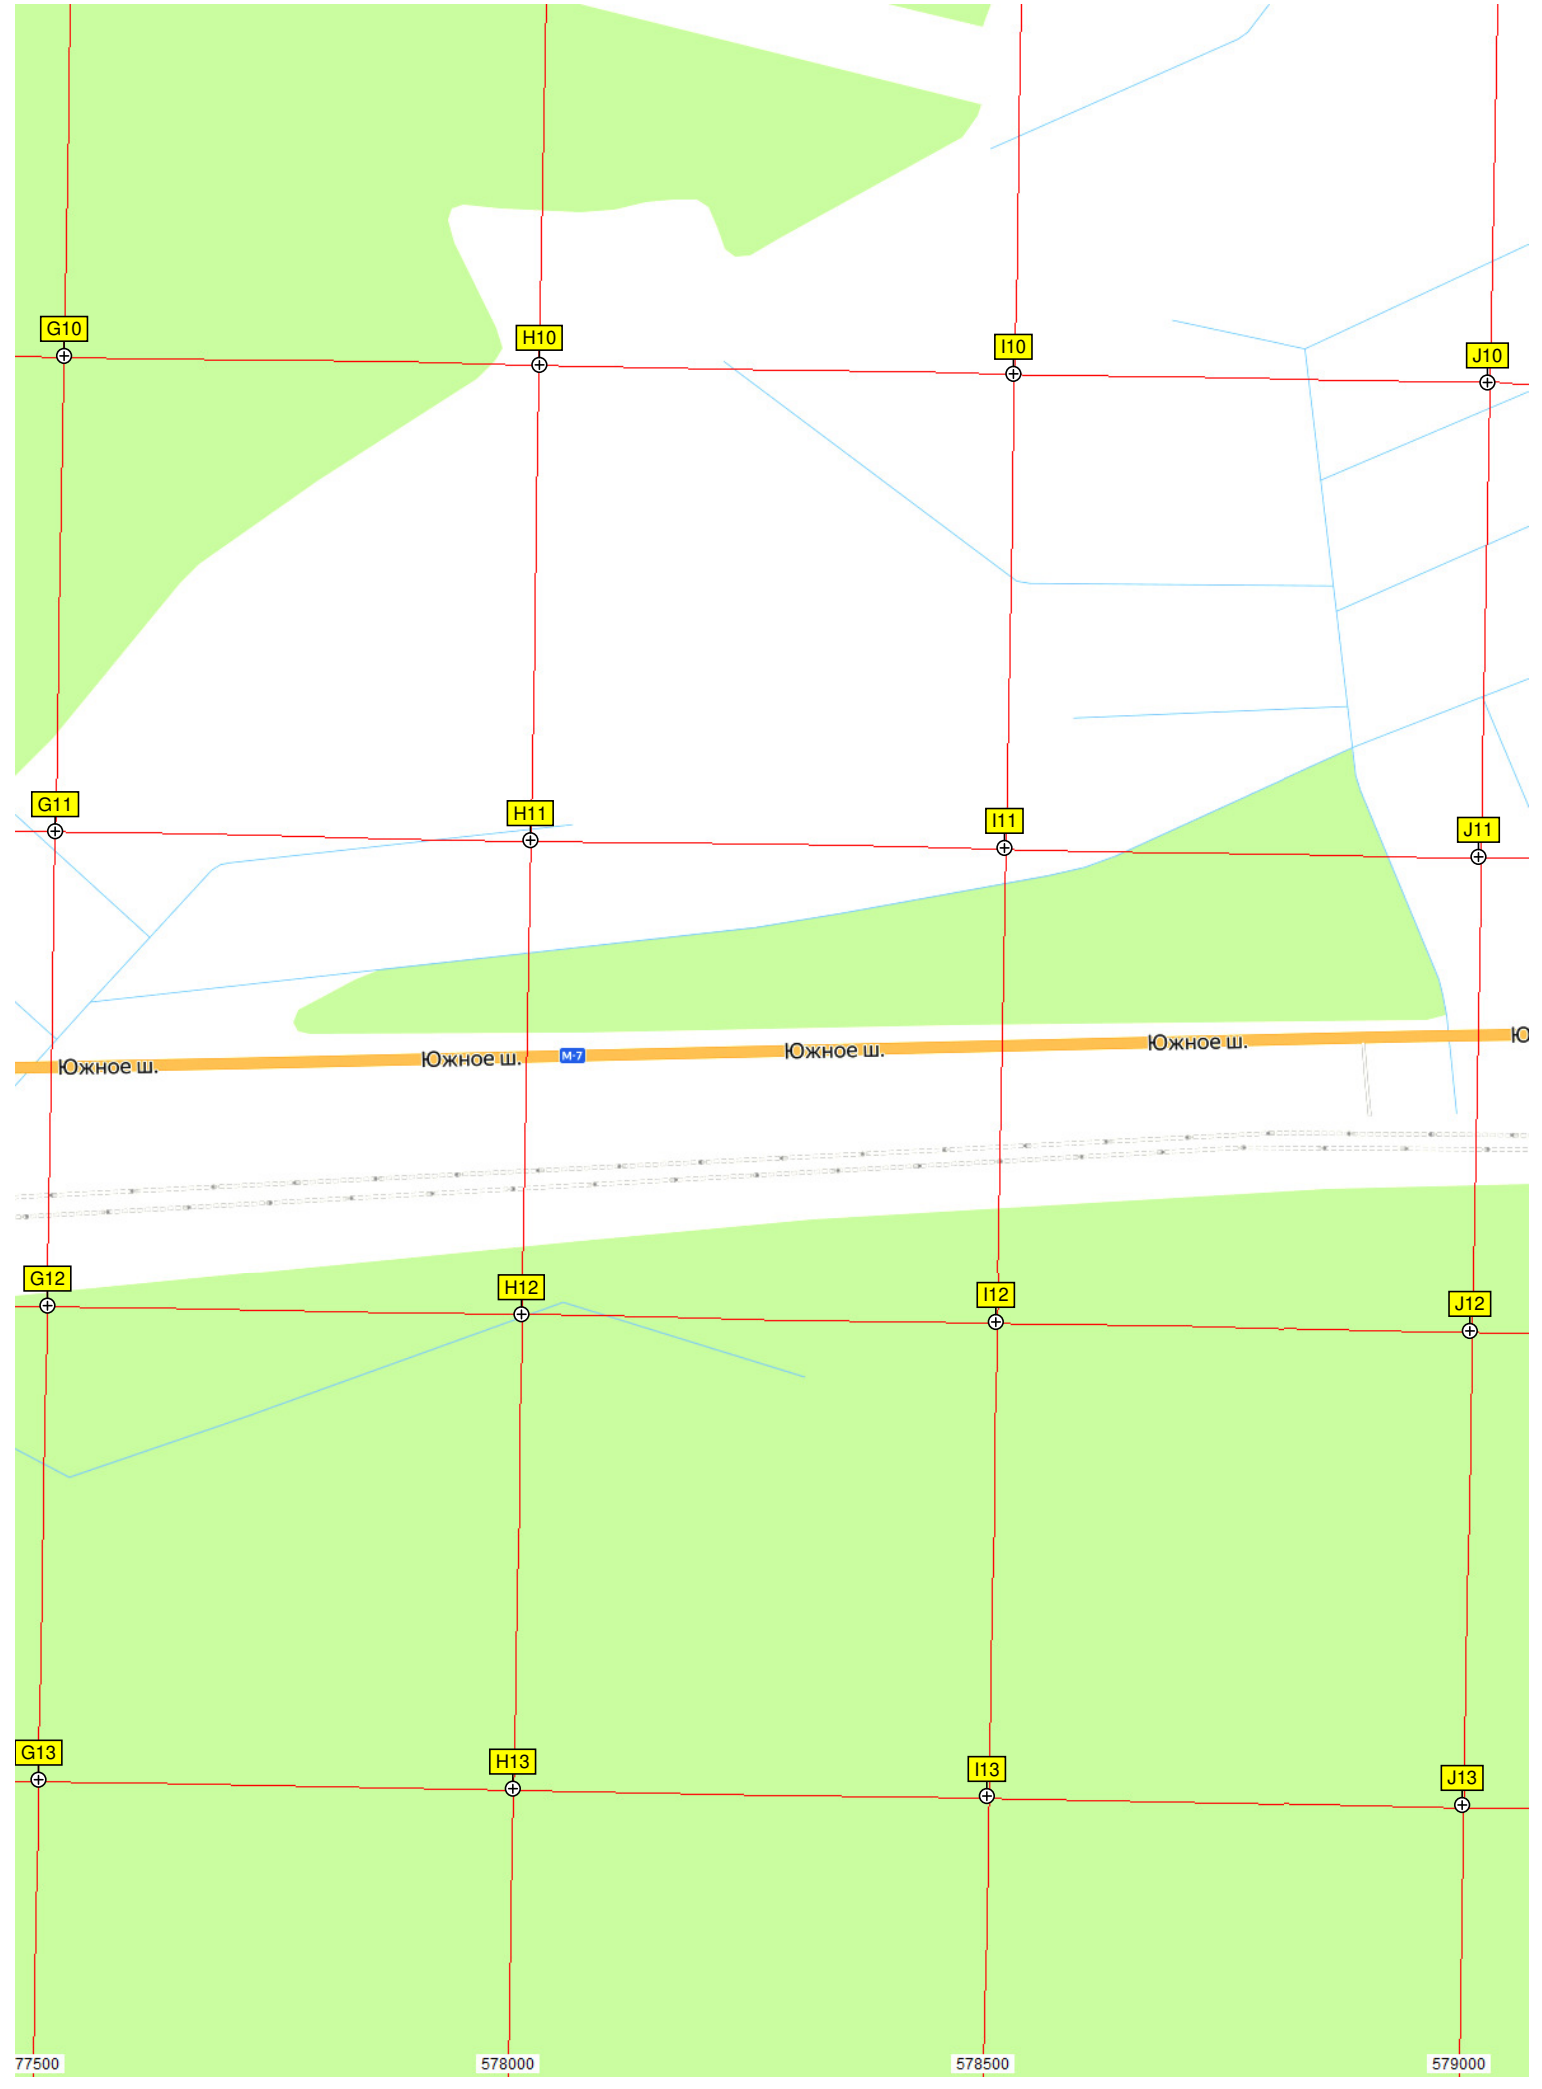 G10
H10
I10
J10
G11
H11
I11
J11
Южное ш.
Южное ш.
M-7
Южное ш.
Южное ш.
Ю
G12
H12
I12
J12
G13
H13
I13
J13
77500
578000
578500
579000